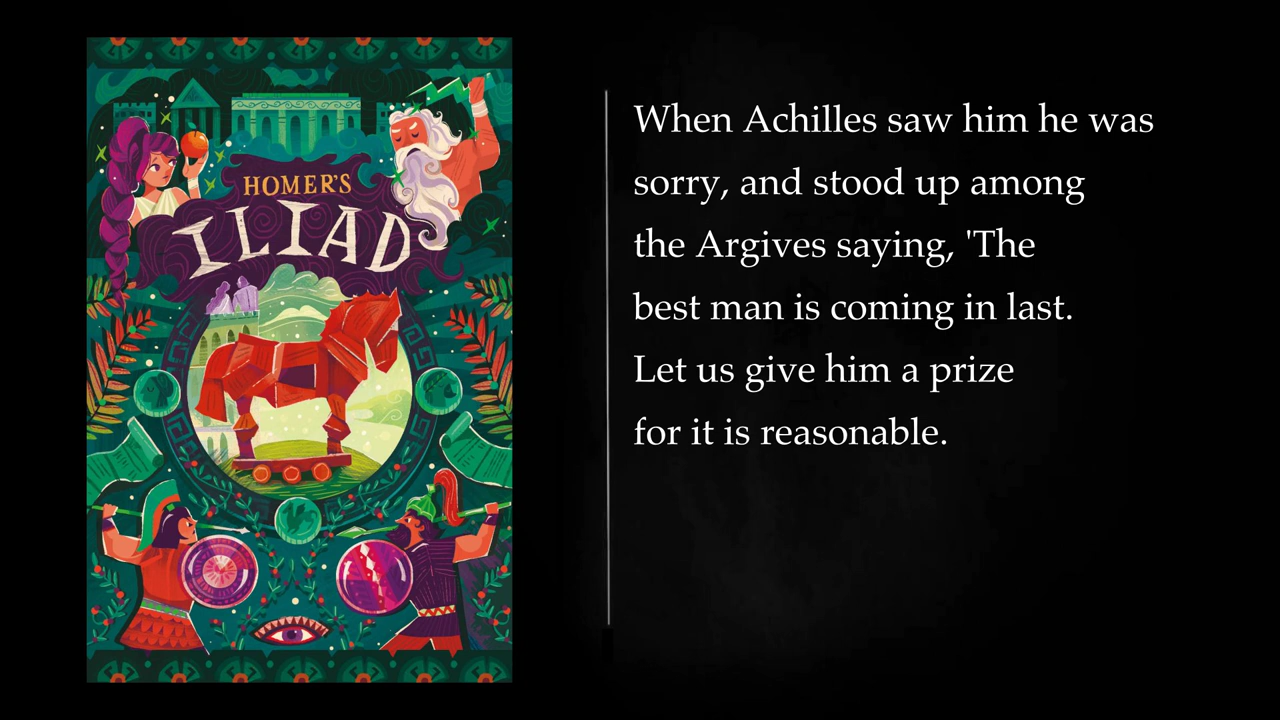 HOMER'S
ILIAD
When Achilles saw him he was
sorry, and stood up among
the Argives saying, 'The
best man is coming in last.
Let us give him a prize
for it is reasonable.